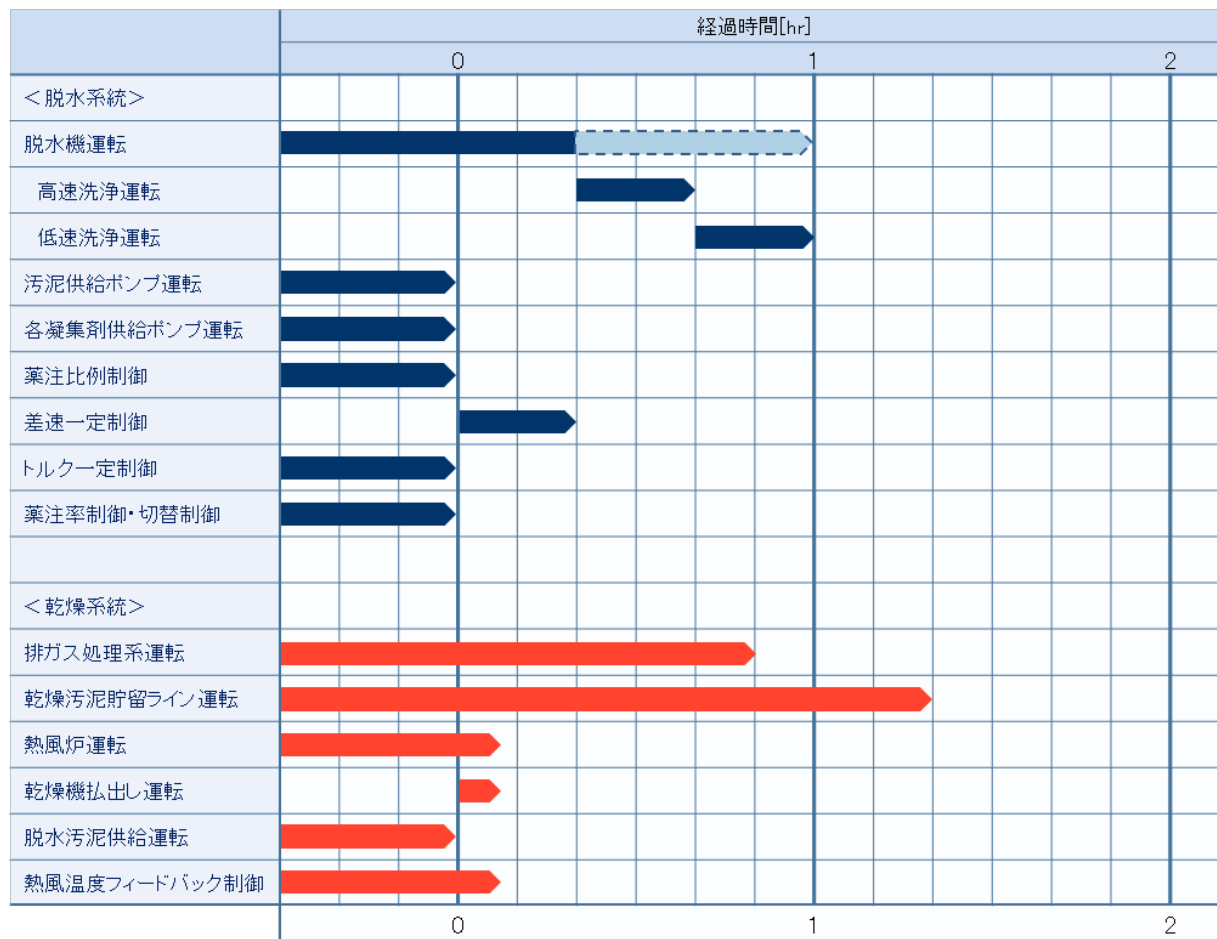 経過時間[hr]
0 1 2
＜脱水系統＞
脱水機運転
高速洗浄運転
低速洗浄運転
汚泥供給ポンプ運転
各凝集剤供給ポンプ運転
薬注比例制御
差速一定制御
トルク一定制御
薬注率制御・切替制御
＜乾燥系統＞
排ガス処理系運転
乾燥汚泥貯留ライン運転
熱風炉運転
乾燥機払出し運転
脱水汚泥供給運転
熱風温度フィードバック制御
0 1 2